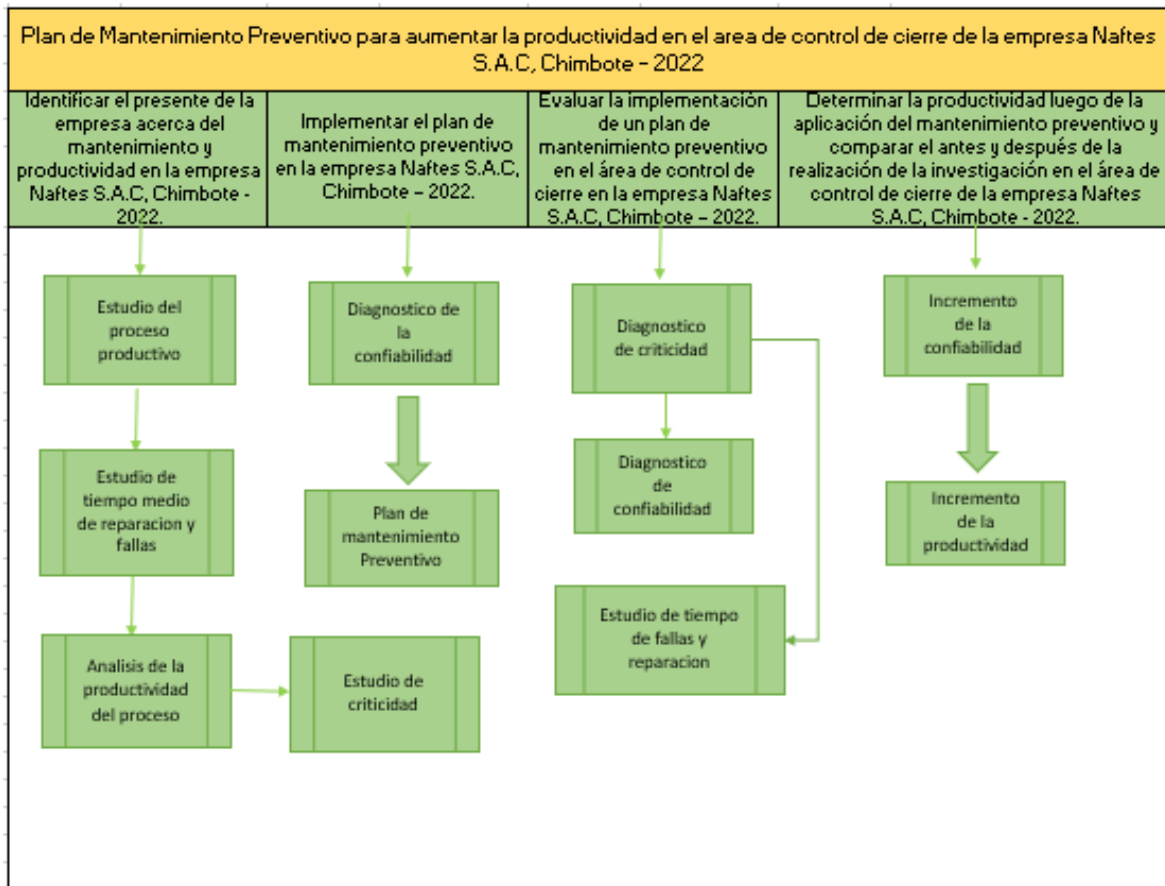 Plan de Mantenimiento Preventivo para aumentar la productividad en el area de control de cierre de la empresa Naftes
S.A.C, Chimbote - 2022
Identificar el presente de la
empresa acerca del
mantenimiento y
productividad en la empresa
Naftes S.A.C, Chimbote -
2022.
Implementar el plan de
mantenimiento preventivo
en la empresa Naftes S.A.C,
Chimbote – 2022.
Evaluar la implementación
de un plan de
mantenimiento preventivo
en el área de control de
cierre en la empresa Naftes
S.A.C, Chimbote – 2022.
Determinar la productividad luego de la
aplicación del mantenimiento preventivo y
comparar el antes y después de la
realización de la investigación en el área de
control de cierre de la empresa Naftes
S.A.C, Chimbote - 2022.
Estudio del
proceso
productivo
Estudio de
tiempo medio
de reparacion y
fallas
Analisis de la
productividad
del proceso
Diagnostico de
la
confiabilidad
Plan de
mantenimiento
Preventivo
Estudio de
criticidad
Diagnostico
de criticidad
Diagnostico
de
confiabilidad
Estudio de tiempo
de fallas y
reparacion
Incremento
de la
confiabilidad
Incremento
de la
productividad